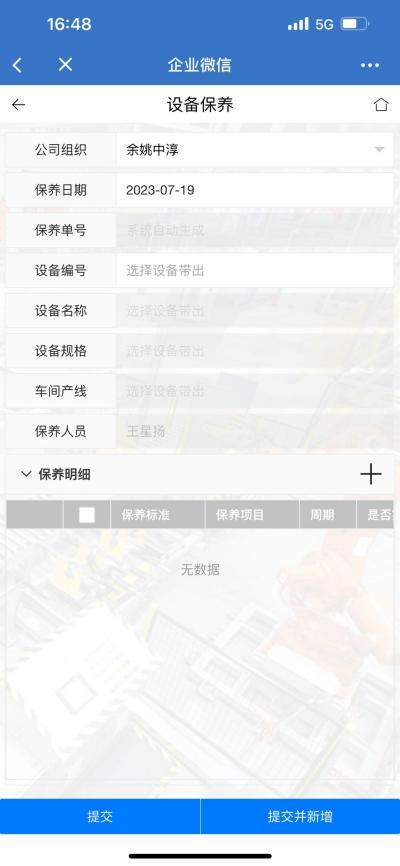 16:48
5G
企业微信
设备保养
公司组织 余姚中淳
保养日期 2023-07-19
保养单号 系统自动生成
设备编号 选择设备带出
设备名称 选择设备带出
设备规格 选择设备带出
车间产线 选择设备带出
保养人员 王星扬
保养明细
保养标准 保养项目 周期 是否
无数据
提交 提交并新增